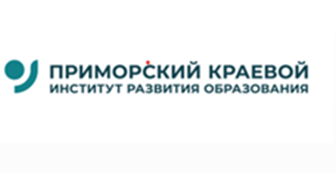 ПРИМОРСКИЙ КРАЕВОЙ
ИНСТИТУТ РАЗВИТИЯ ОБРАЗОВАНИЯ